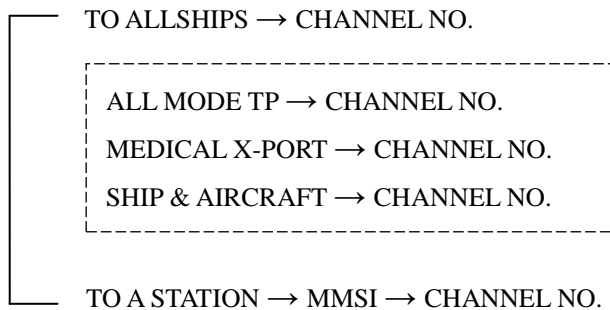 TO ALLSHIPS → CHANNEL NO.
ALL MODE TP → CHANNEL NO.
MEDICAL X-PORT → CHANNEL NO.
SHIP & AIRCRAFT → CHANNEL NO.
TO A STATION → MMSI → CHANNEL NO.